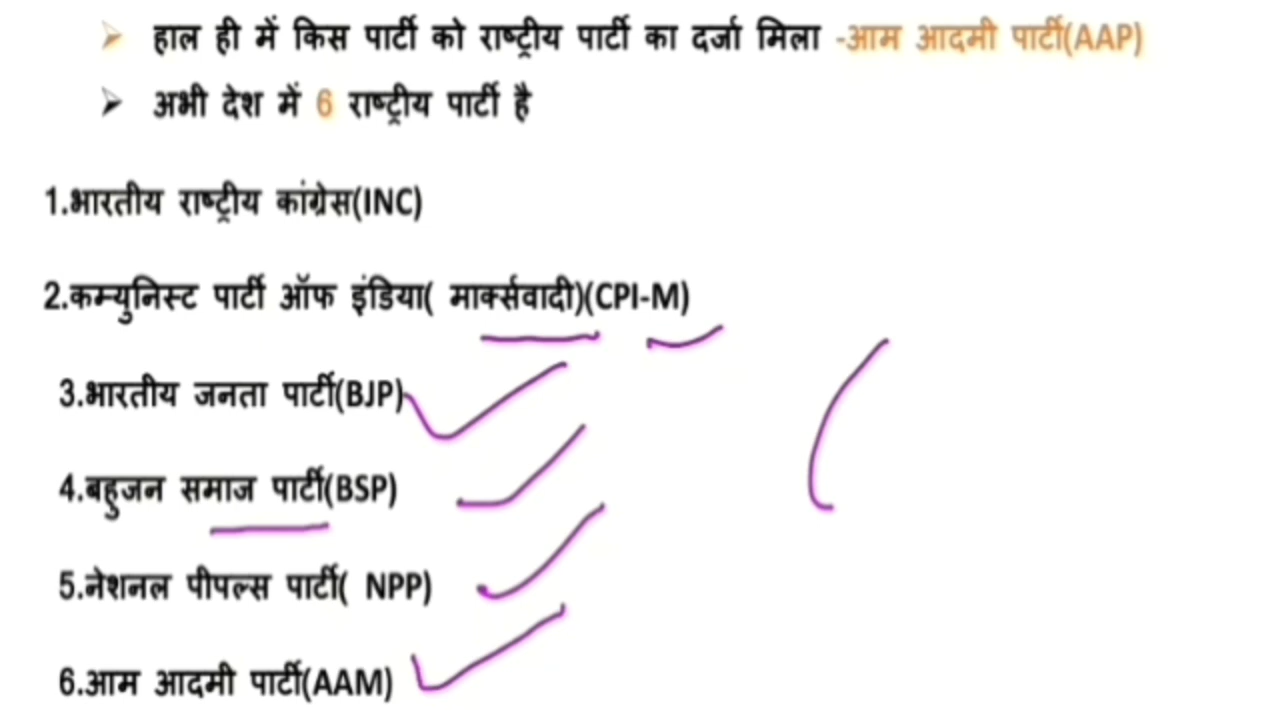 ➢ हाल ही में किस पार्टी को राष्ट्रीय पार्टी का दर्जा मिला -आम आदमी पार्टी(AAP)
➢ अभी देश में 6 राष्ट्रीय पार्टी है
1.भारतीय राष्ट्रीय कांग्रेस(INC)
2.कम्युनिस्ट पार्टी ऑफ इंडिया( मार्क्सवादी)(CPI-M)
3.भारतीय जनता पार्टी(BJP)
4.बहुजन समाज पार्टी(BSP)
5.नेशनल पीपल्स पार्टी( NPP)
6.आम आदमी पार्टी(AAM)